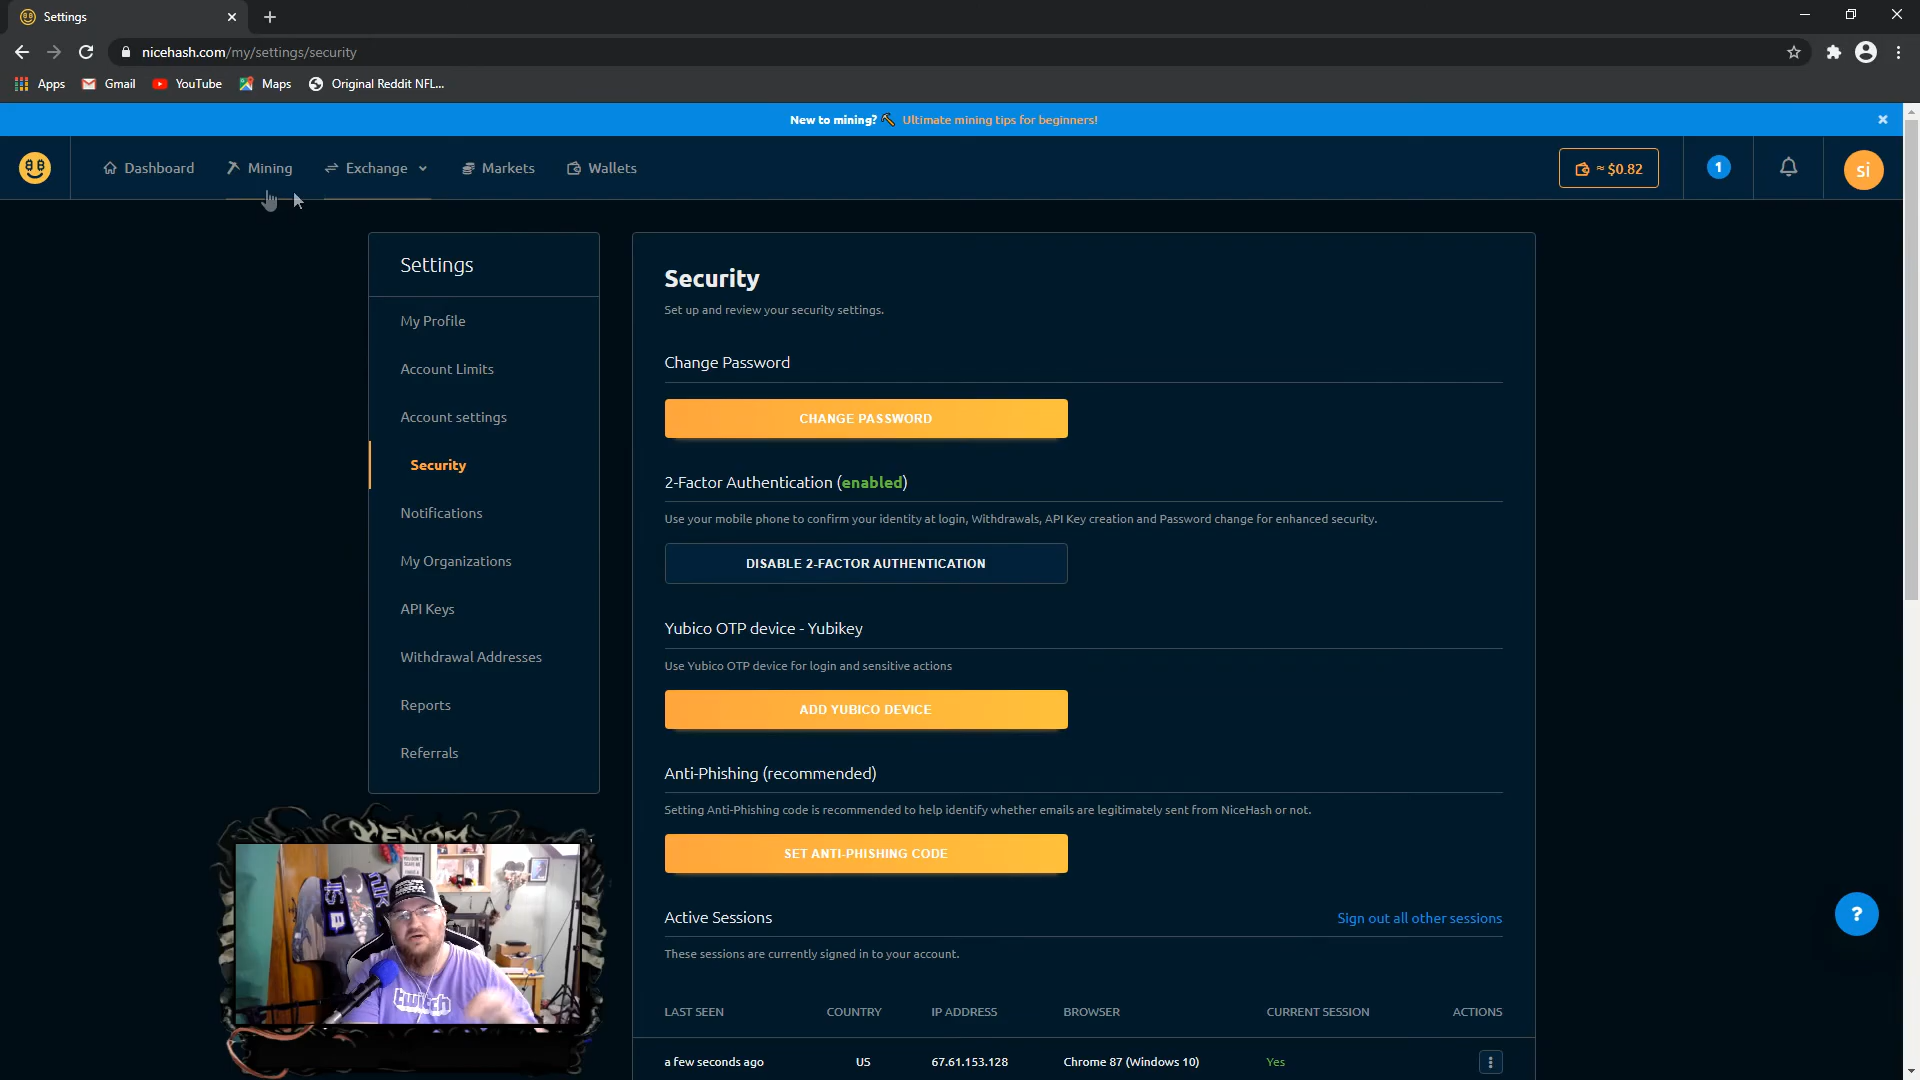 Settings
nicehash.com/my/settings/security
Apps
Gmail
YouTube
Maps
Original Reddit NFL...
New to mining? Ultimate mining tips for beginners!
Dashboard
Mining
Exchange
Markets
Wallets
≈ $0.82
1
si
Settings
My Profile
Account Limits
Account settings
Security
Notifications
My Organizations
API Keys
Withdrawal Addresses
Reports
Referrals
Security
Set up and review your security settings.
Change Password
CHANGE PASSWORD
2-Factor Authentication (enabled)
Use your mobile phone to confirm your identity at login, Withdrawals, API Key creation and Password change for enhanced security.
DISABLE 2-FACTOR AUTHENTICATION
Yubico OTP device - Yubikey
Use Yubico OTP device for login and sensitive actions
ADD YUBICO DEVICE
Anti-Phishing (recommended)
Setting Anti-Phishing code is recommended to help identify whether emails are legitimately sent from NiceHash or not.
SET ANTI-PHISHING CODE
Active Sessions
Sign out all other sessions
These sessions are currently signed in to your account.
LAST SEEN COUNTRY IP ADDRESS BROWSER CURRENT SESSION ACTIONS
a few seconds ago US 67.61.153.128 Chrome 87 (Windows 10) Yes
?
VENOM
twitch